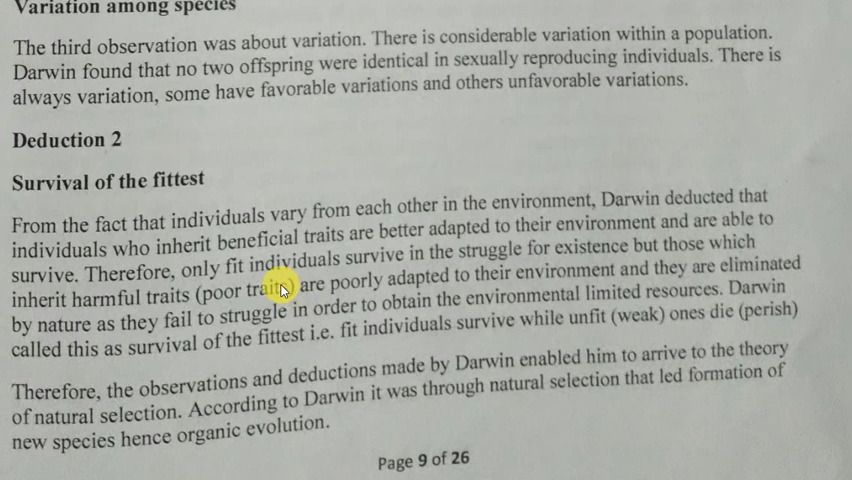 Variation among species
The third observation was about variation. There is considerable variation within a population.
Darwin found that no two offspring were identical in sexually reproducing individuals. There is
always variation, some have favorable variations and others unfavorable variations.
Deduction 2
Survival of the fittest
From the fact that individuals vary from each other in the environment, Darwin deducted that
individuals who inherit beneficial traits are better adapted to their environment and are able to
survive. Therefore, only fit individuals survive in the struggle for existence but those which
inherit harmful traits (poor traits) are poorly adapted to their environment and they are eliminated
by nature as they fail to struggle in order to obtain the environmental limited resources. Darwin
called this as survival of the fittest i.e. fit individuals survive while unfit (weak) ones die (perish)
Therefore, the observations and deductions made by Darwin enabled him to arrive to the theory
of natural selection. According to Darwin it was through natural selection that led formation of
new species hence organic evolution.
Page 9 of 26